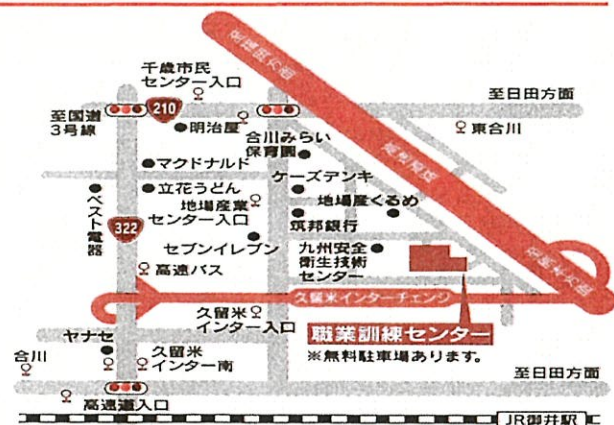 千歳市民
センター入口
至国道
3号線
210
明治屋
至日田方面
東合川
合川みらい
保育園
マクドナルド
ケーズデンキ
立花うどん
地場産業
センター入口
地場産くるめ
ベスト電器
322
筑邦銀行
セブンイレブン
九州安全
衛生技術
センター
高速バス
久留米インターチェンジ
久留米
インター入口
職業訓練センター
※無料駐車場あります。
ヤナセ
合川
久留米
インター南
至日田方面
高速道入口
JR御井駅